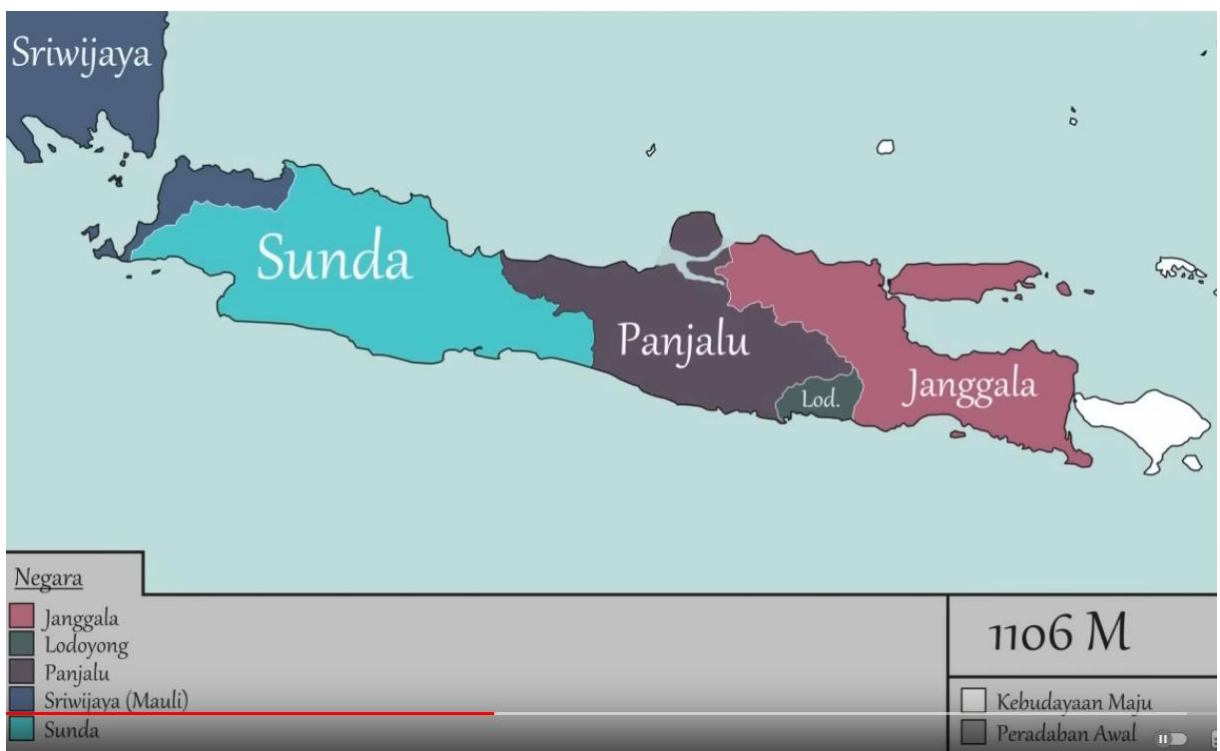 Sriwijaya
Sunda
Panjalu
Lod.
Janggala
Negara
Janggala
Lodoyong
Panjalu
Sriwijaya (Mauli)
Sunda
1106 M
Kebudayaan Maju
Peradaban Awal